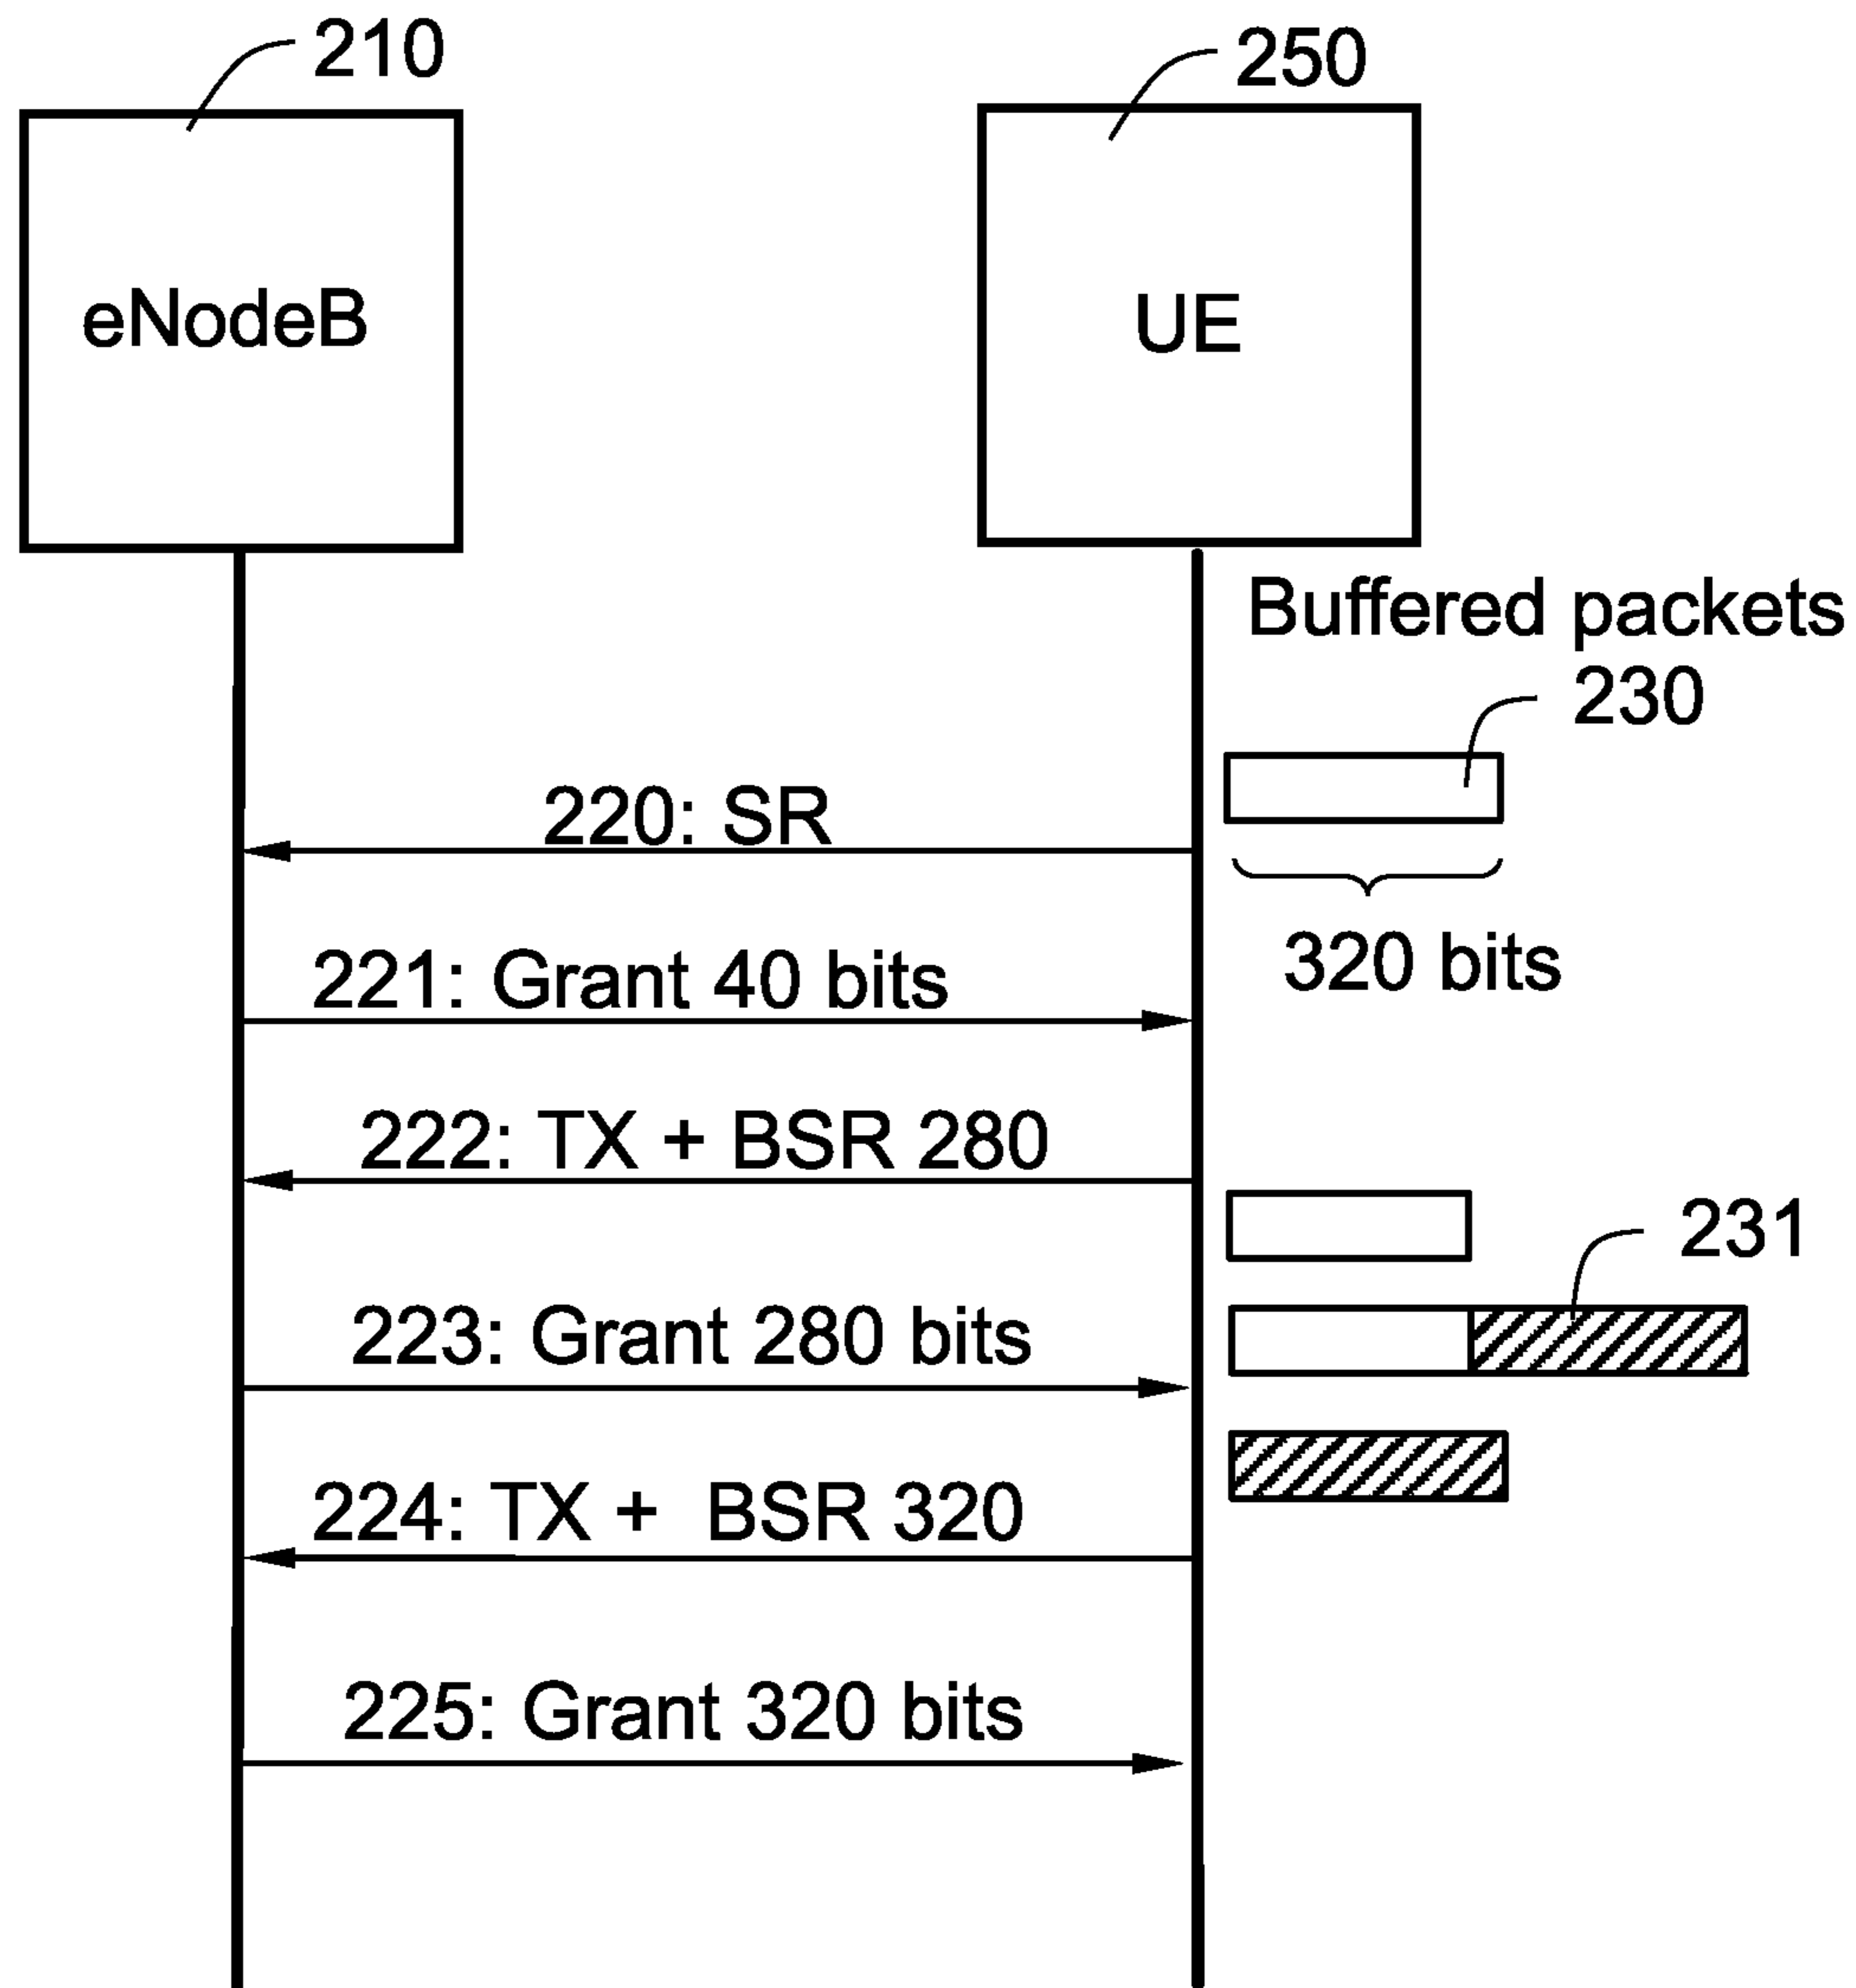 210
250
eNodeB
UE
Buffered packets
230
220: SR
320 bits
221: Grant 40 bits
222: TX + BSR 280
231
223: Grant 280 bits
224: TX + BSR 320
225: Grant 320 bits